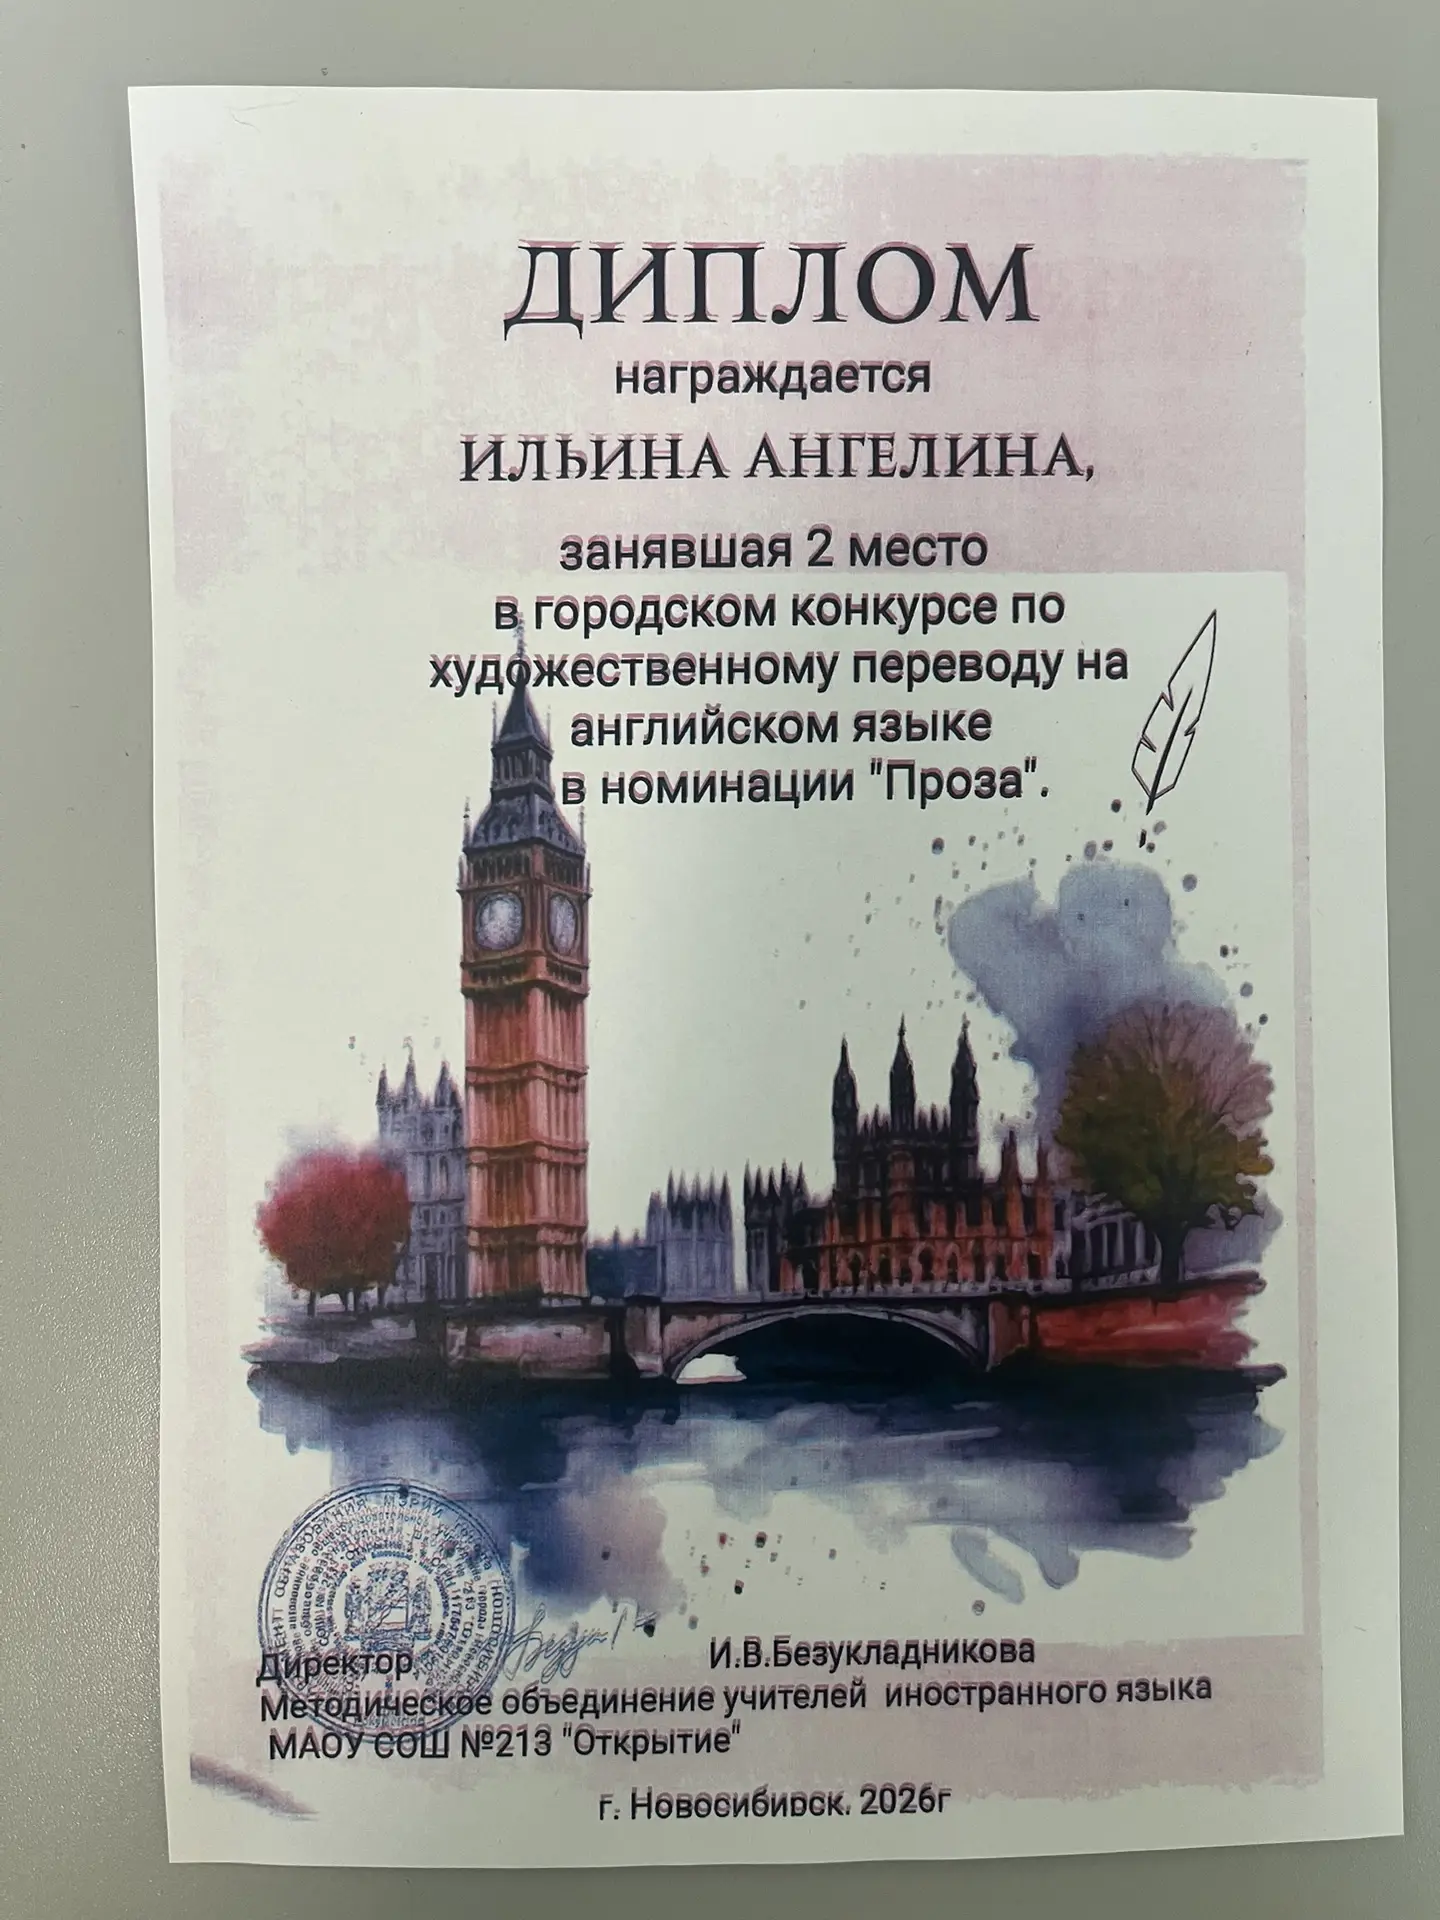 ДИПЛОМ
награждается
ИЛЬИНА АНГЕЛИНА,
занявшая 2 место
в городском конкурсе по
художественному переводу на
английском языке
в номинации "Проза".
Директор И.В.Безукладникова
Методическое объединение учителей иностранного языка
МАОУ СОШ №213 "Открытие"
г. Новосибирск. 2026г